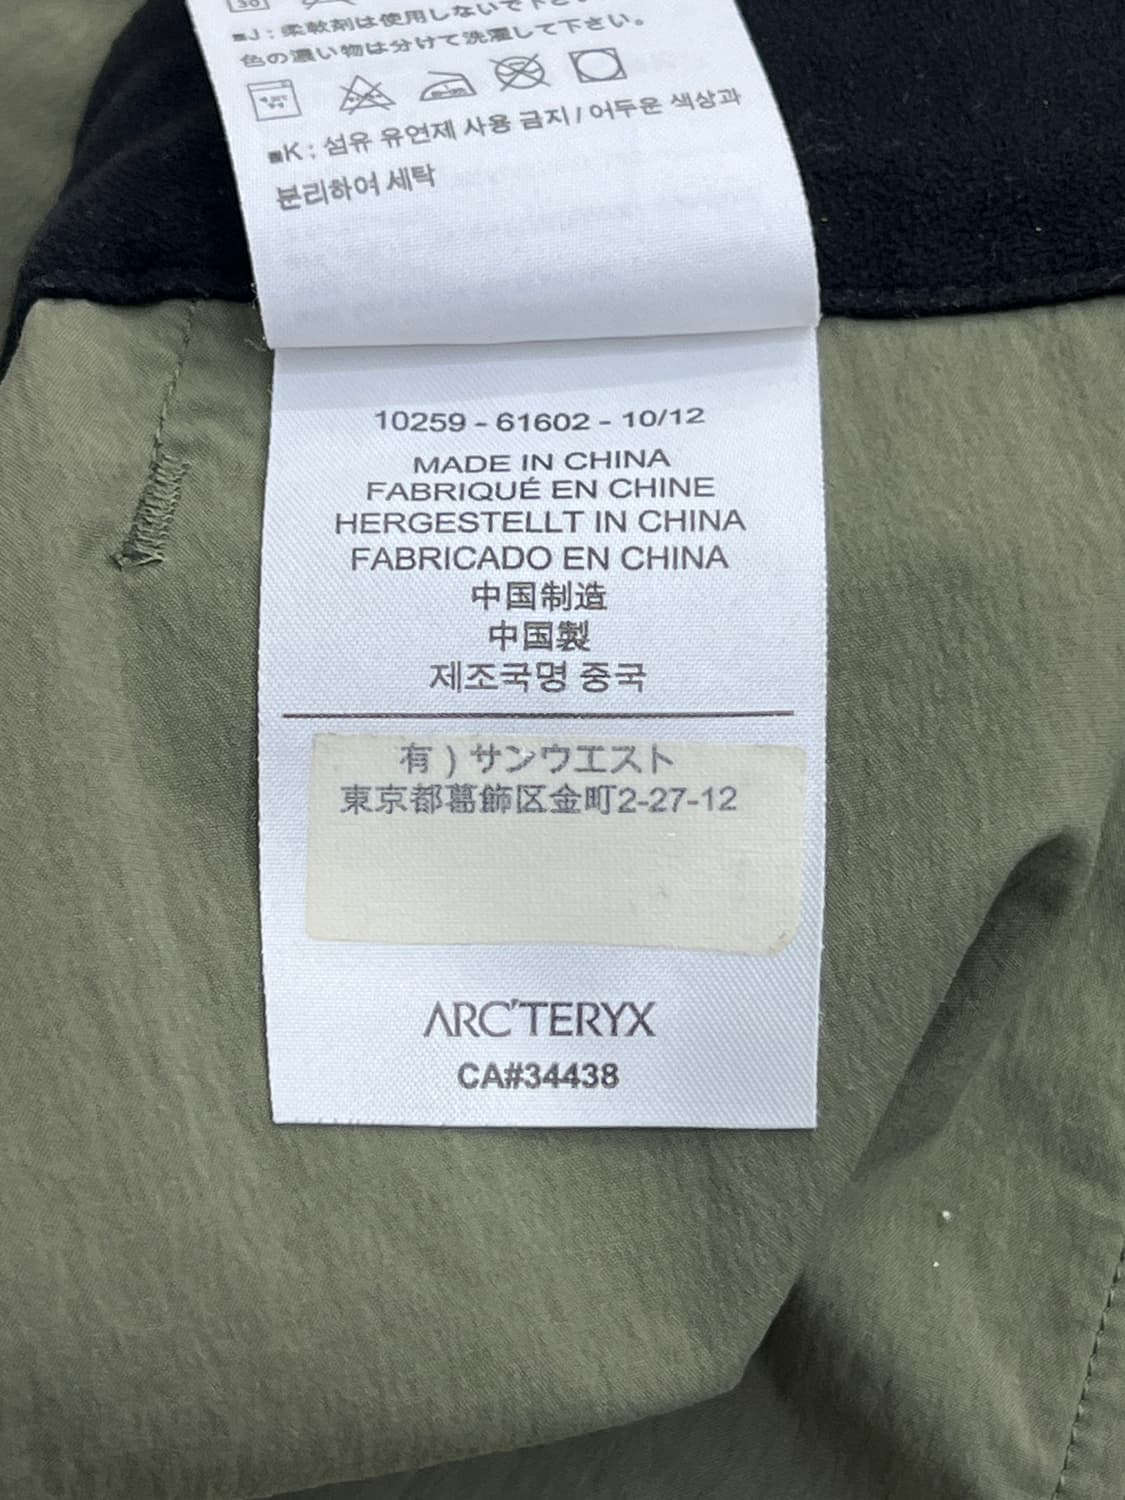 30
■J : 柔軟剤は使用しないで下さい
色の濃い物は分けて洗濯して下さい。
■K : 섬유 유연제 사용 금지 / 어두운 색상과
분리하여 세탁
10259 - 61602 - 10/12
MADE IN CHINA
FABRIQUÉ EN CHINE
HERGESTELLT IN CHINA
FABRICADO EN CHINA
中国制造
中国製
제조국명 중국
有）サンウエスト
東京都葛飾区金町2-27-12
ARC'TERYX
CA#34438